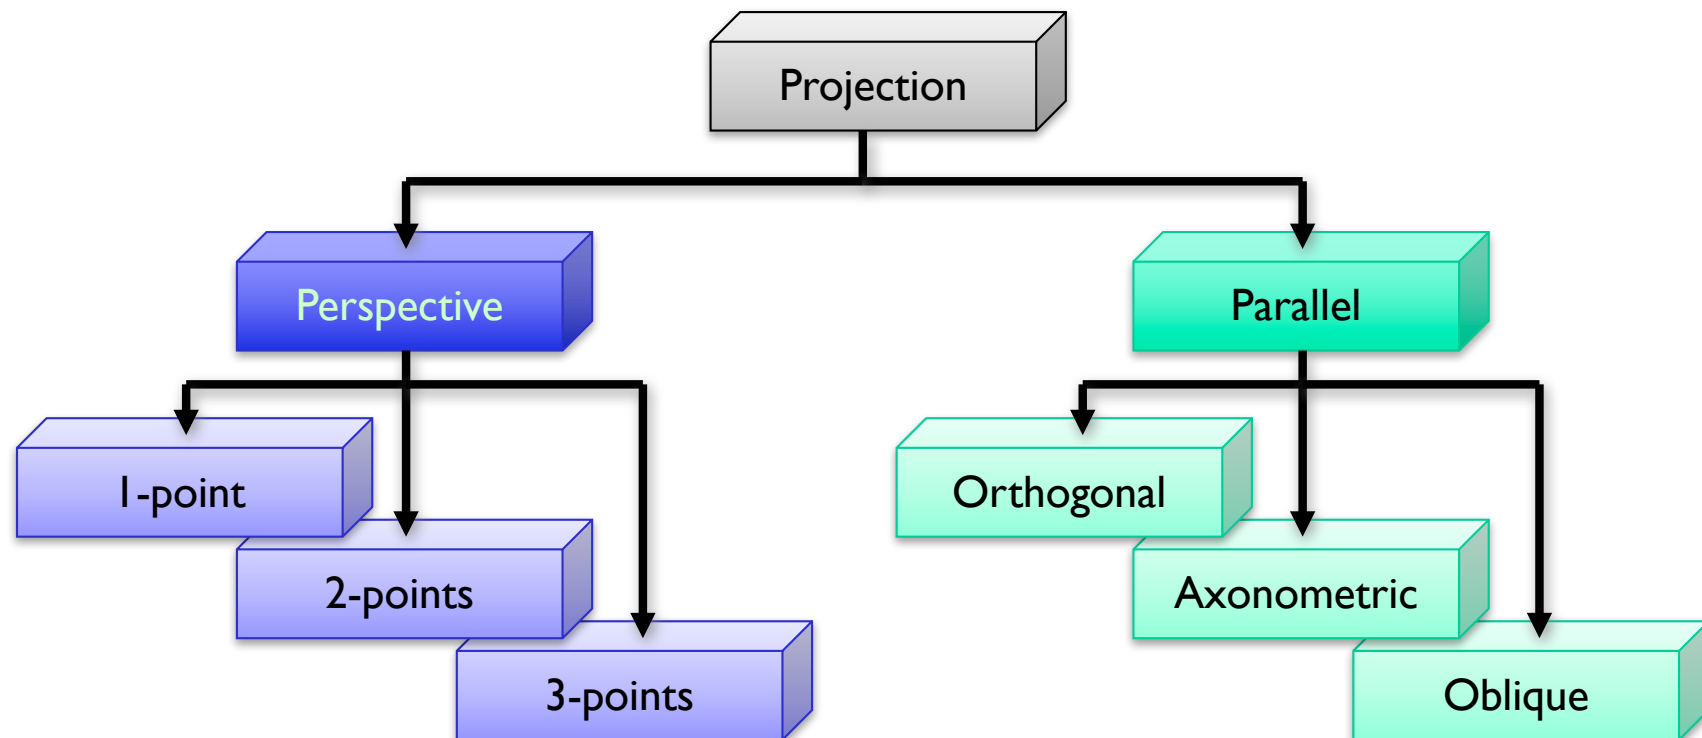 Projection
Perspective
Parallel
1-point
Orthogonal
2-points
Axonometric
3-points
Oblique